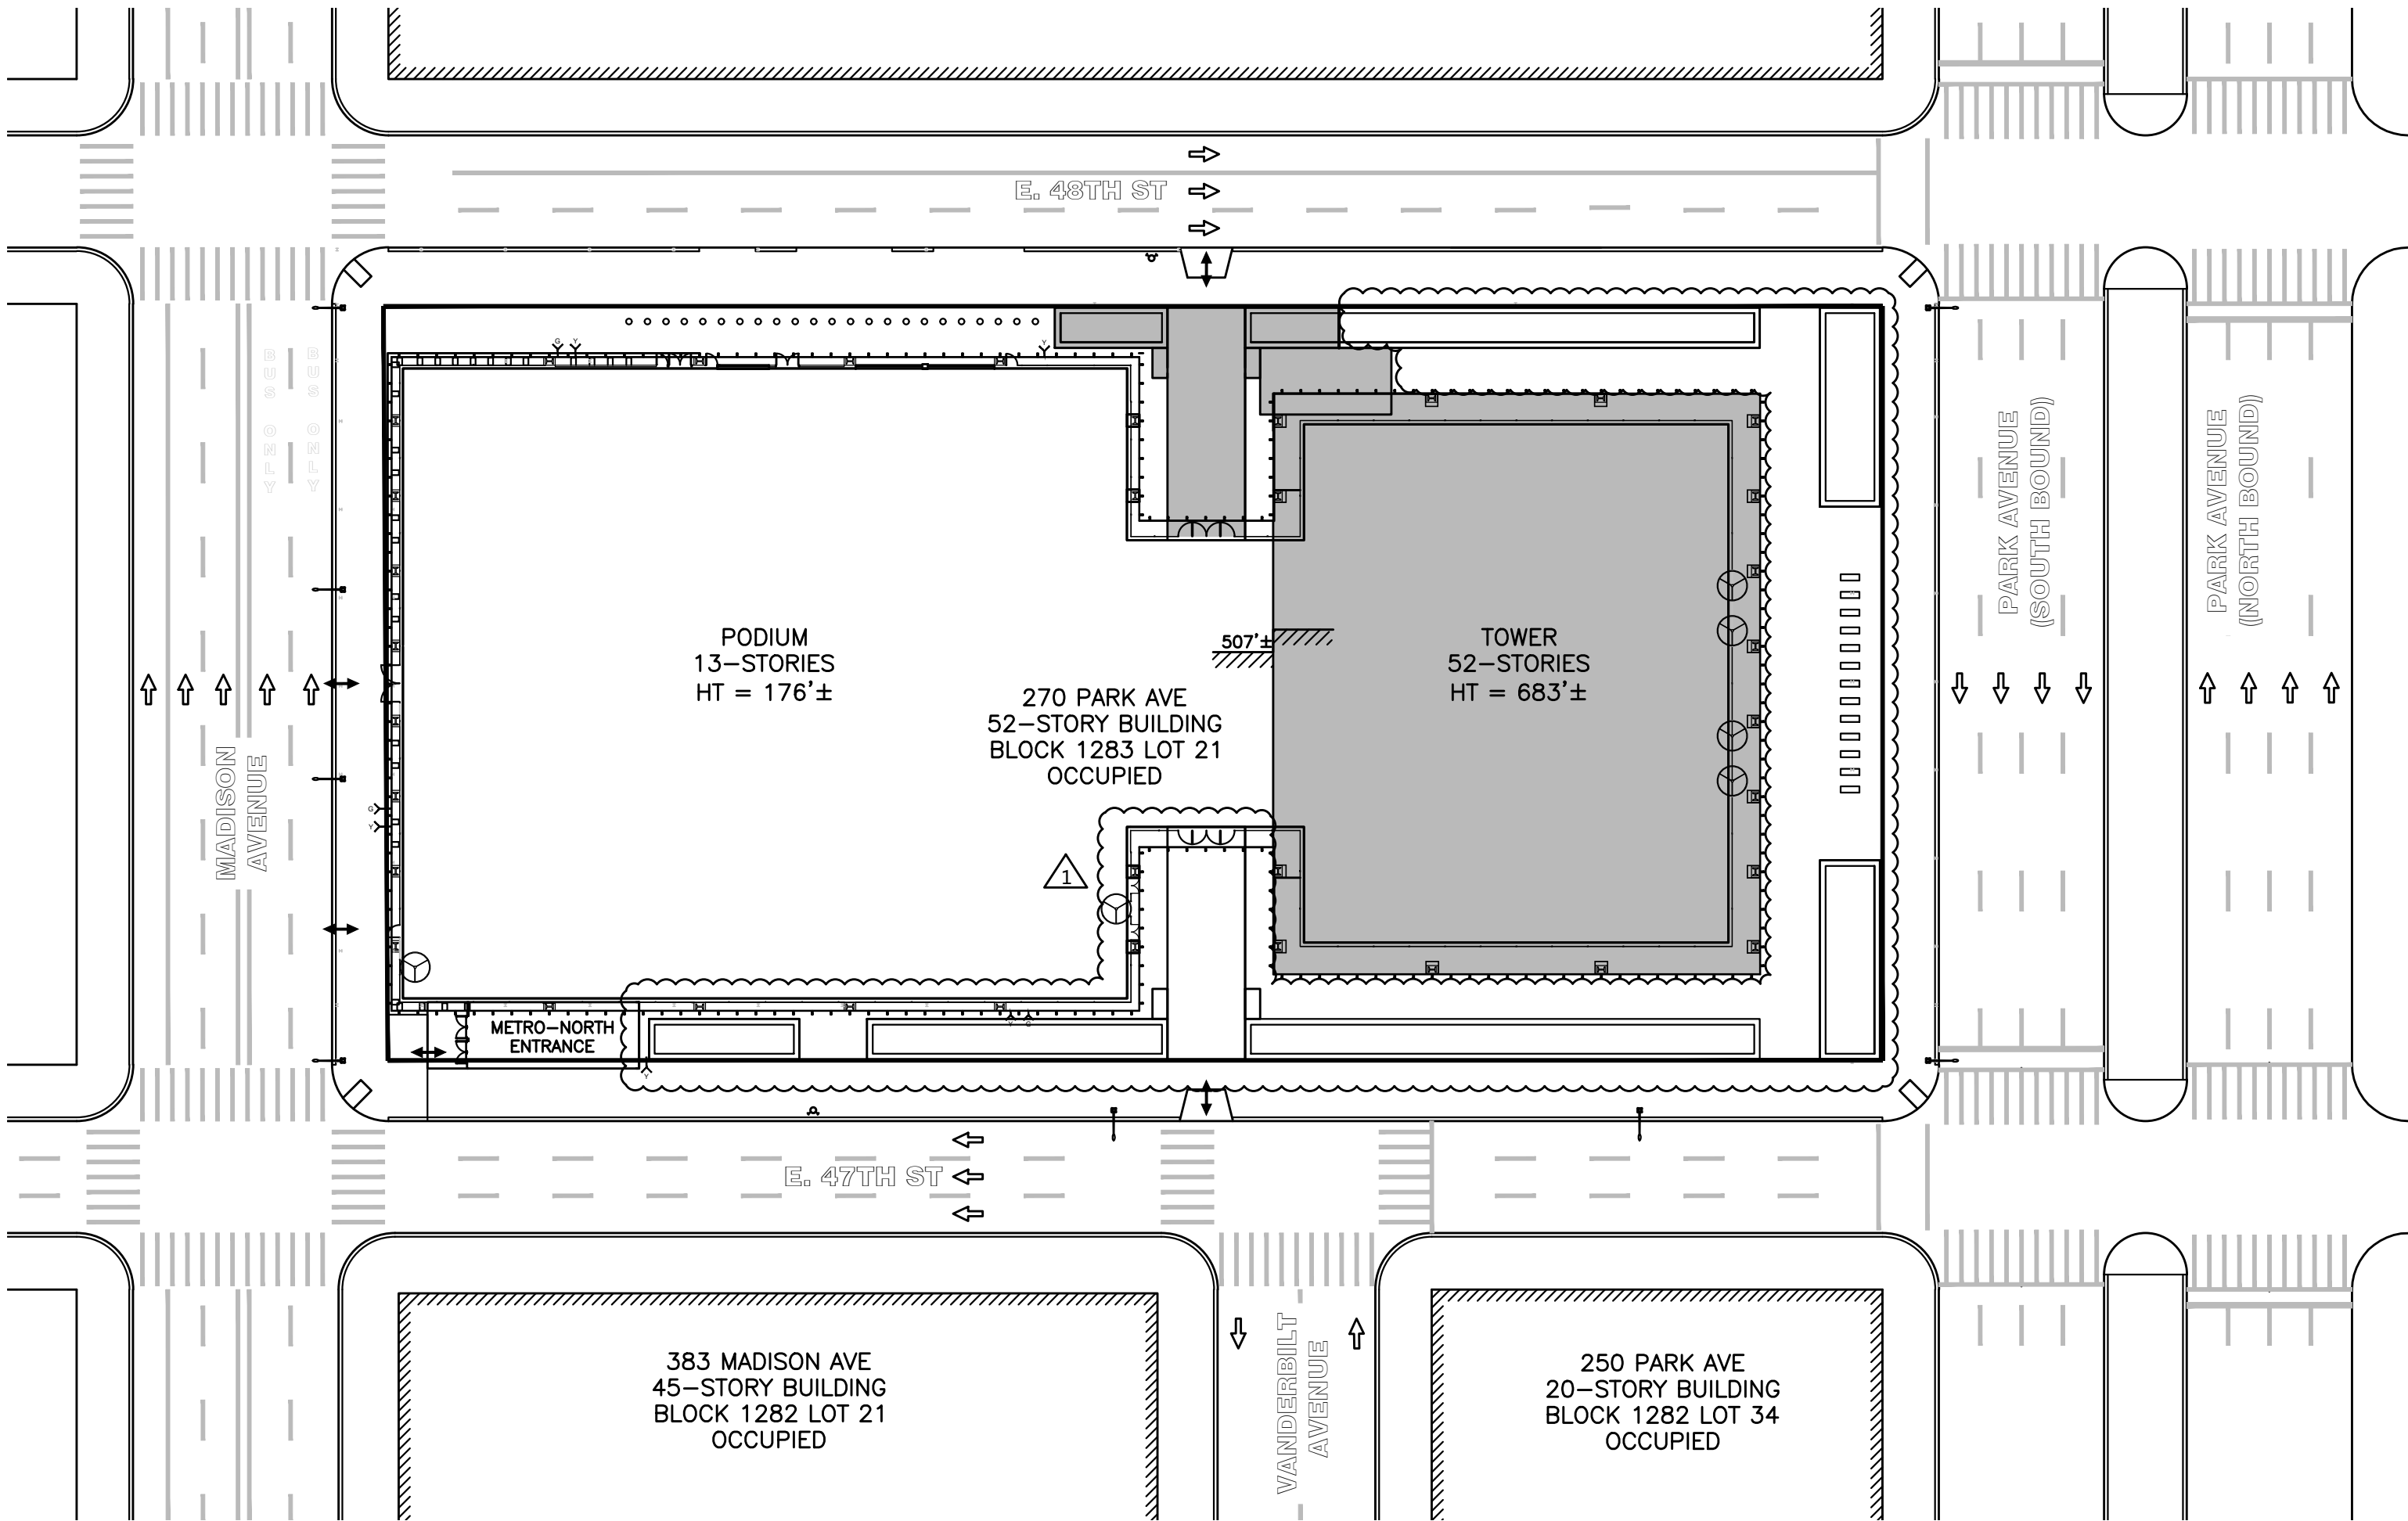 E. 48TH ST
BUS ONLY
BUS ONLY
G
Y
Y
PARK AVENUE
(SOUTH BOUND)
PARK AVENUE
(NORTH BOUND)
PODIUM
13-STORIES
HT = 176'±
507'±
TOWER
52-STORIES
HT = 683'±
270 PARK AVE
52-STORY BUILDING
BLOCK 1283 LOT 21
OCCUPIED
MADISON
AVENUE
G
Y
1
METRO-NORTH
ENTRANCE
Y
G
Y
E. 47TH ST
383 MADISON AVE
45-STORY BUILDING
BLOCK 1282 LOT 21
OCCUPIED
VANDERBILT
AVENUE
250 PARK AVE
20-STORY BUILDING
BLOCK 1282 LOT 34
OCCUPIED